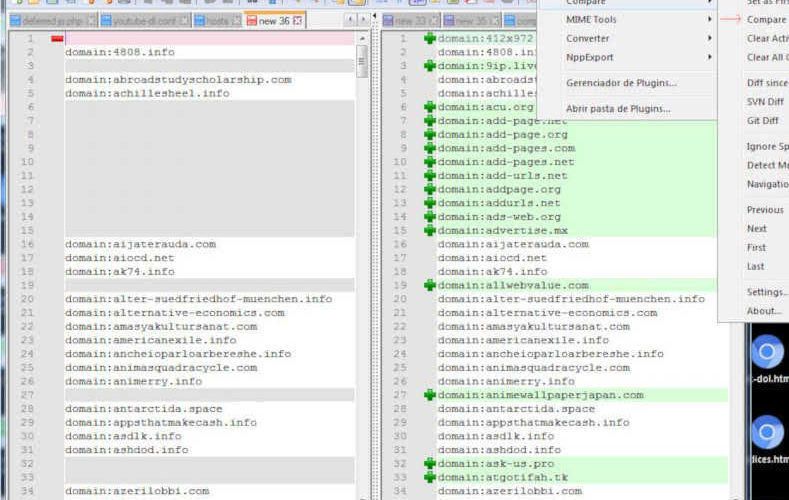 deferred-js.php
youtube-dl.conf
hosts
new 36
new 33
new 35
1
2 domain:4808.info
3
4 domain:abroadstudyscholarship.com
5 domain:achillesheel.info
6
7
8
9
10
11
12
13
14
15
16 domain:aijaterauda.com
17 domain:aiocd.net
18 domain:ak74.info
19
20 domain:alter-suedfriedhof-muenchen.info
21 domain:alternative-economics.com
22 domain:amasyakultursanat.com
23 domain:americanexile.info
24 domain:ancheioparloarbereshe.info
25 domain:animasquadracycle.com
26 domain:animerry.info
27
28 domain:antarctida.space
29 domain:appsthatmakecash.info
30 domain:asdlk.info
31 domain:ashdod.info
32
33
34 domain:azerilobbi.com
1 domain:412x972
2 domain:4808.in
3 domain:9ip.liv
4 domain:abroadst
5 domain:achilles
6 domain:acu.org
7 domain:add-page.net
8 domain:add-page.org
9 domain:add-pages.com
10 domain:add-pages.net
11 domain:add-urls.net
12 domain:addpage.org
13 domain:addurls.net
14 domain:ads-web.org
15 domain:advertise.mx
16 domain:aijaterauda.com
17 domain:aiocd.net
18 domain:ak74.info
19 domain:allwebvalue.com
20 domain:alter-suedfriedhof-muenchen.info
21 domain:alternative-economics.com
22 domain:amasyakultursanat.com
23 domain:americanexile.info
24 domain:ancheioparloarbereshe.info
25 domain:animasquadracycle.com
26 domain:animerry.info
27 domain:animewallpaperjapan.com
28 domain:antarctida.space
29 domain:appsthatmakecash.info
30 domain:asdlk.info
31 domain:ashdod.info
32 domain:ask-us.pro
33 domain:atgotifah.tk
34 domain:azerilobbi.com
Compare
MIME Tools
Converter
NppExport
Gerenciador de Plugins...
Abrir pasta de Plugins...
Set as Firs
Compare
Clear Acti
Clear All C
Diff since
SVN Diff
Git Diff
Ignore Sp
Detect Mo
Navigatio
Previous
Next
First
Last
Settings...
About...
-dol.htm
lices.htm